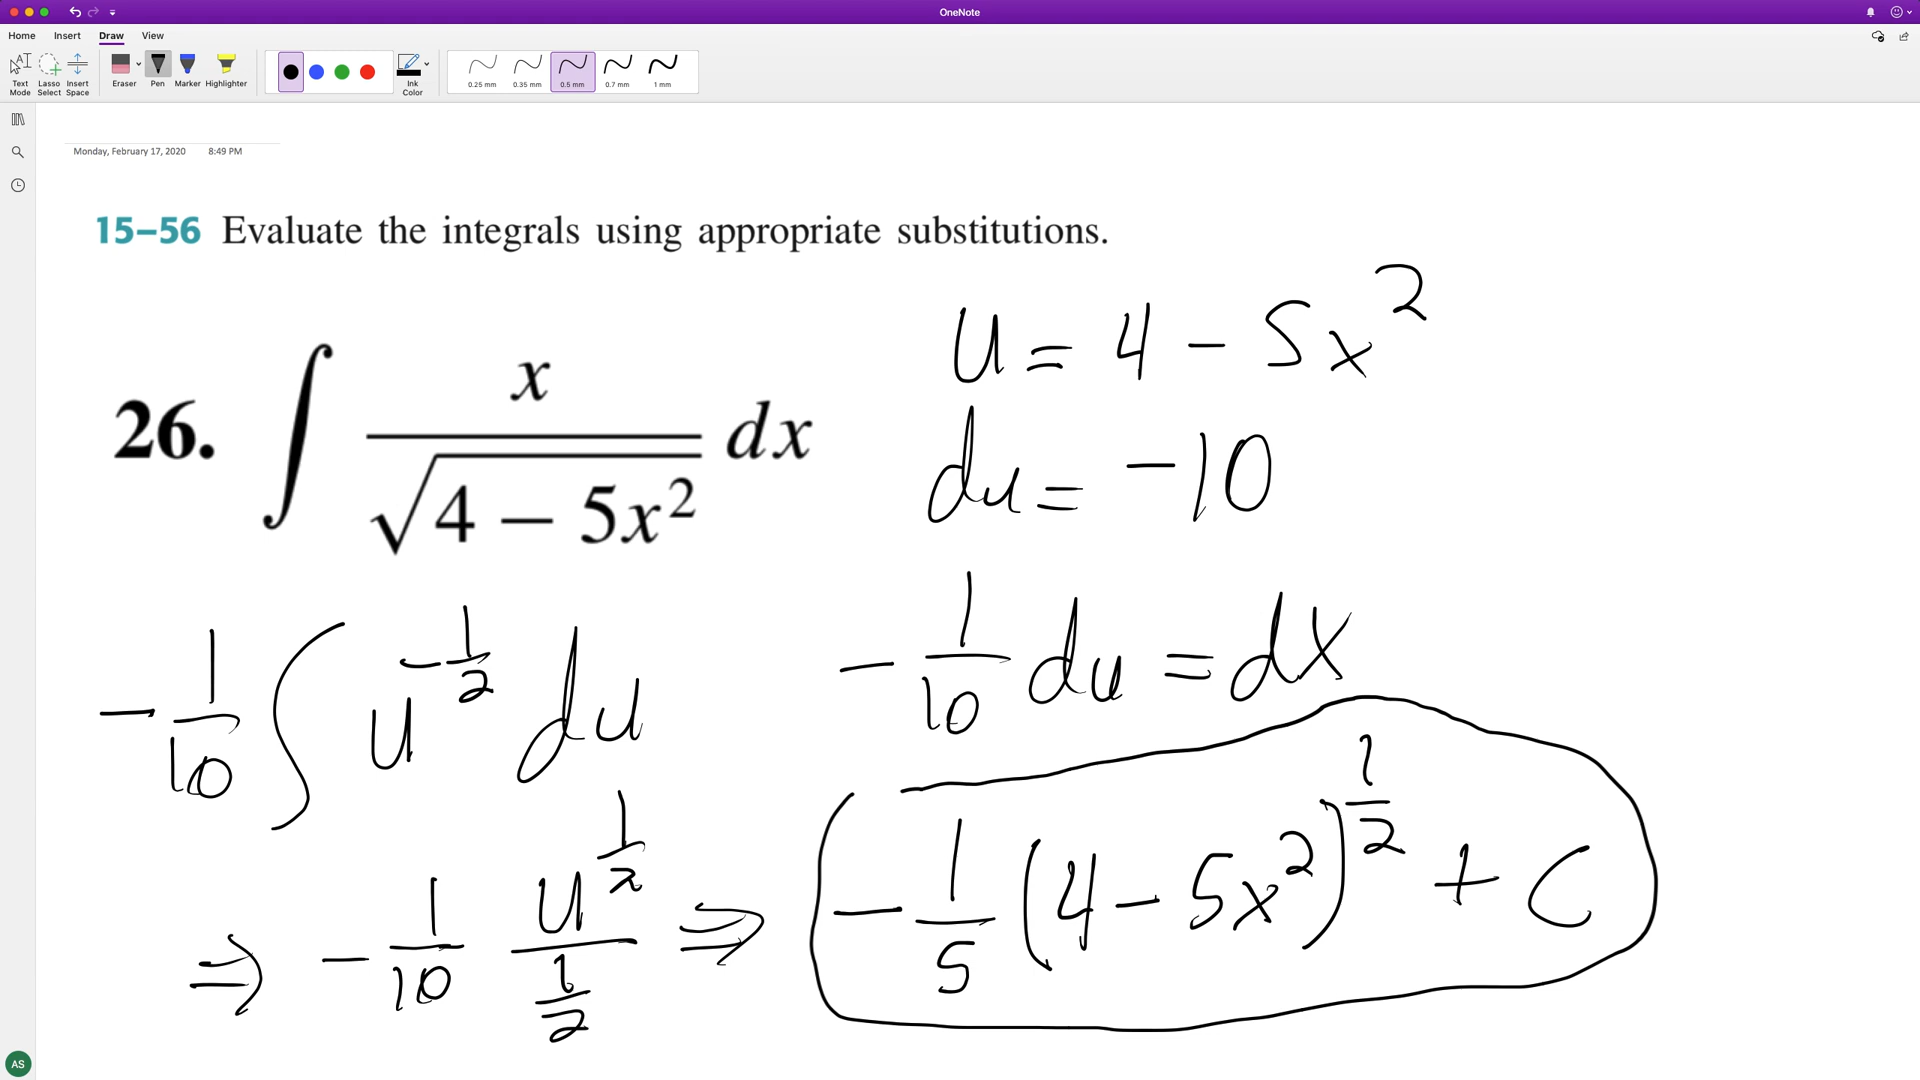 OneNote
Home Insert Draw View
Text Mode Lasso Select Insert Space Eraser Pen Marker Highlighter Ink Color 0.25 mm 0.35 mm 0.5 mm 0.7 mm 1 mm
Monday, February 17, 2020 8:49 PM
15–56 Evaluate the integrals using appropriate substitutions.
26. ∫ x / √(4 − 5x²) dx
u = 4 − 5x²
du = −10
−1/10 du = dx
−1/10 ∫ u^(−1/2) du
⇒ −1/10 u^(1/2) / (1/2) ⇒ −1/5 (4 − 5x²)^(1/2) + C
AS